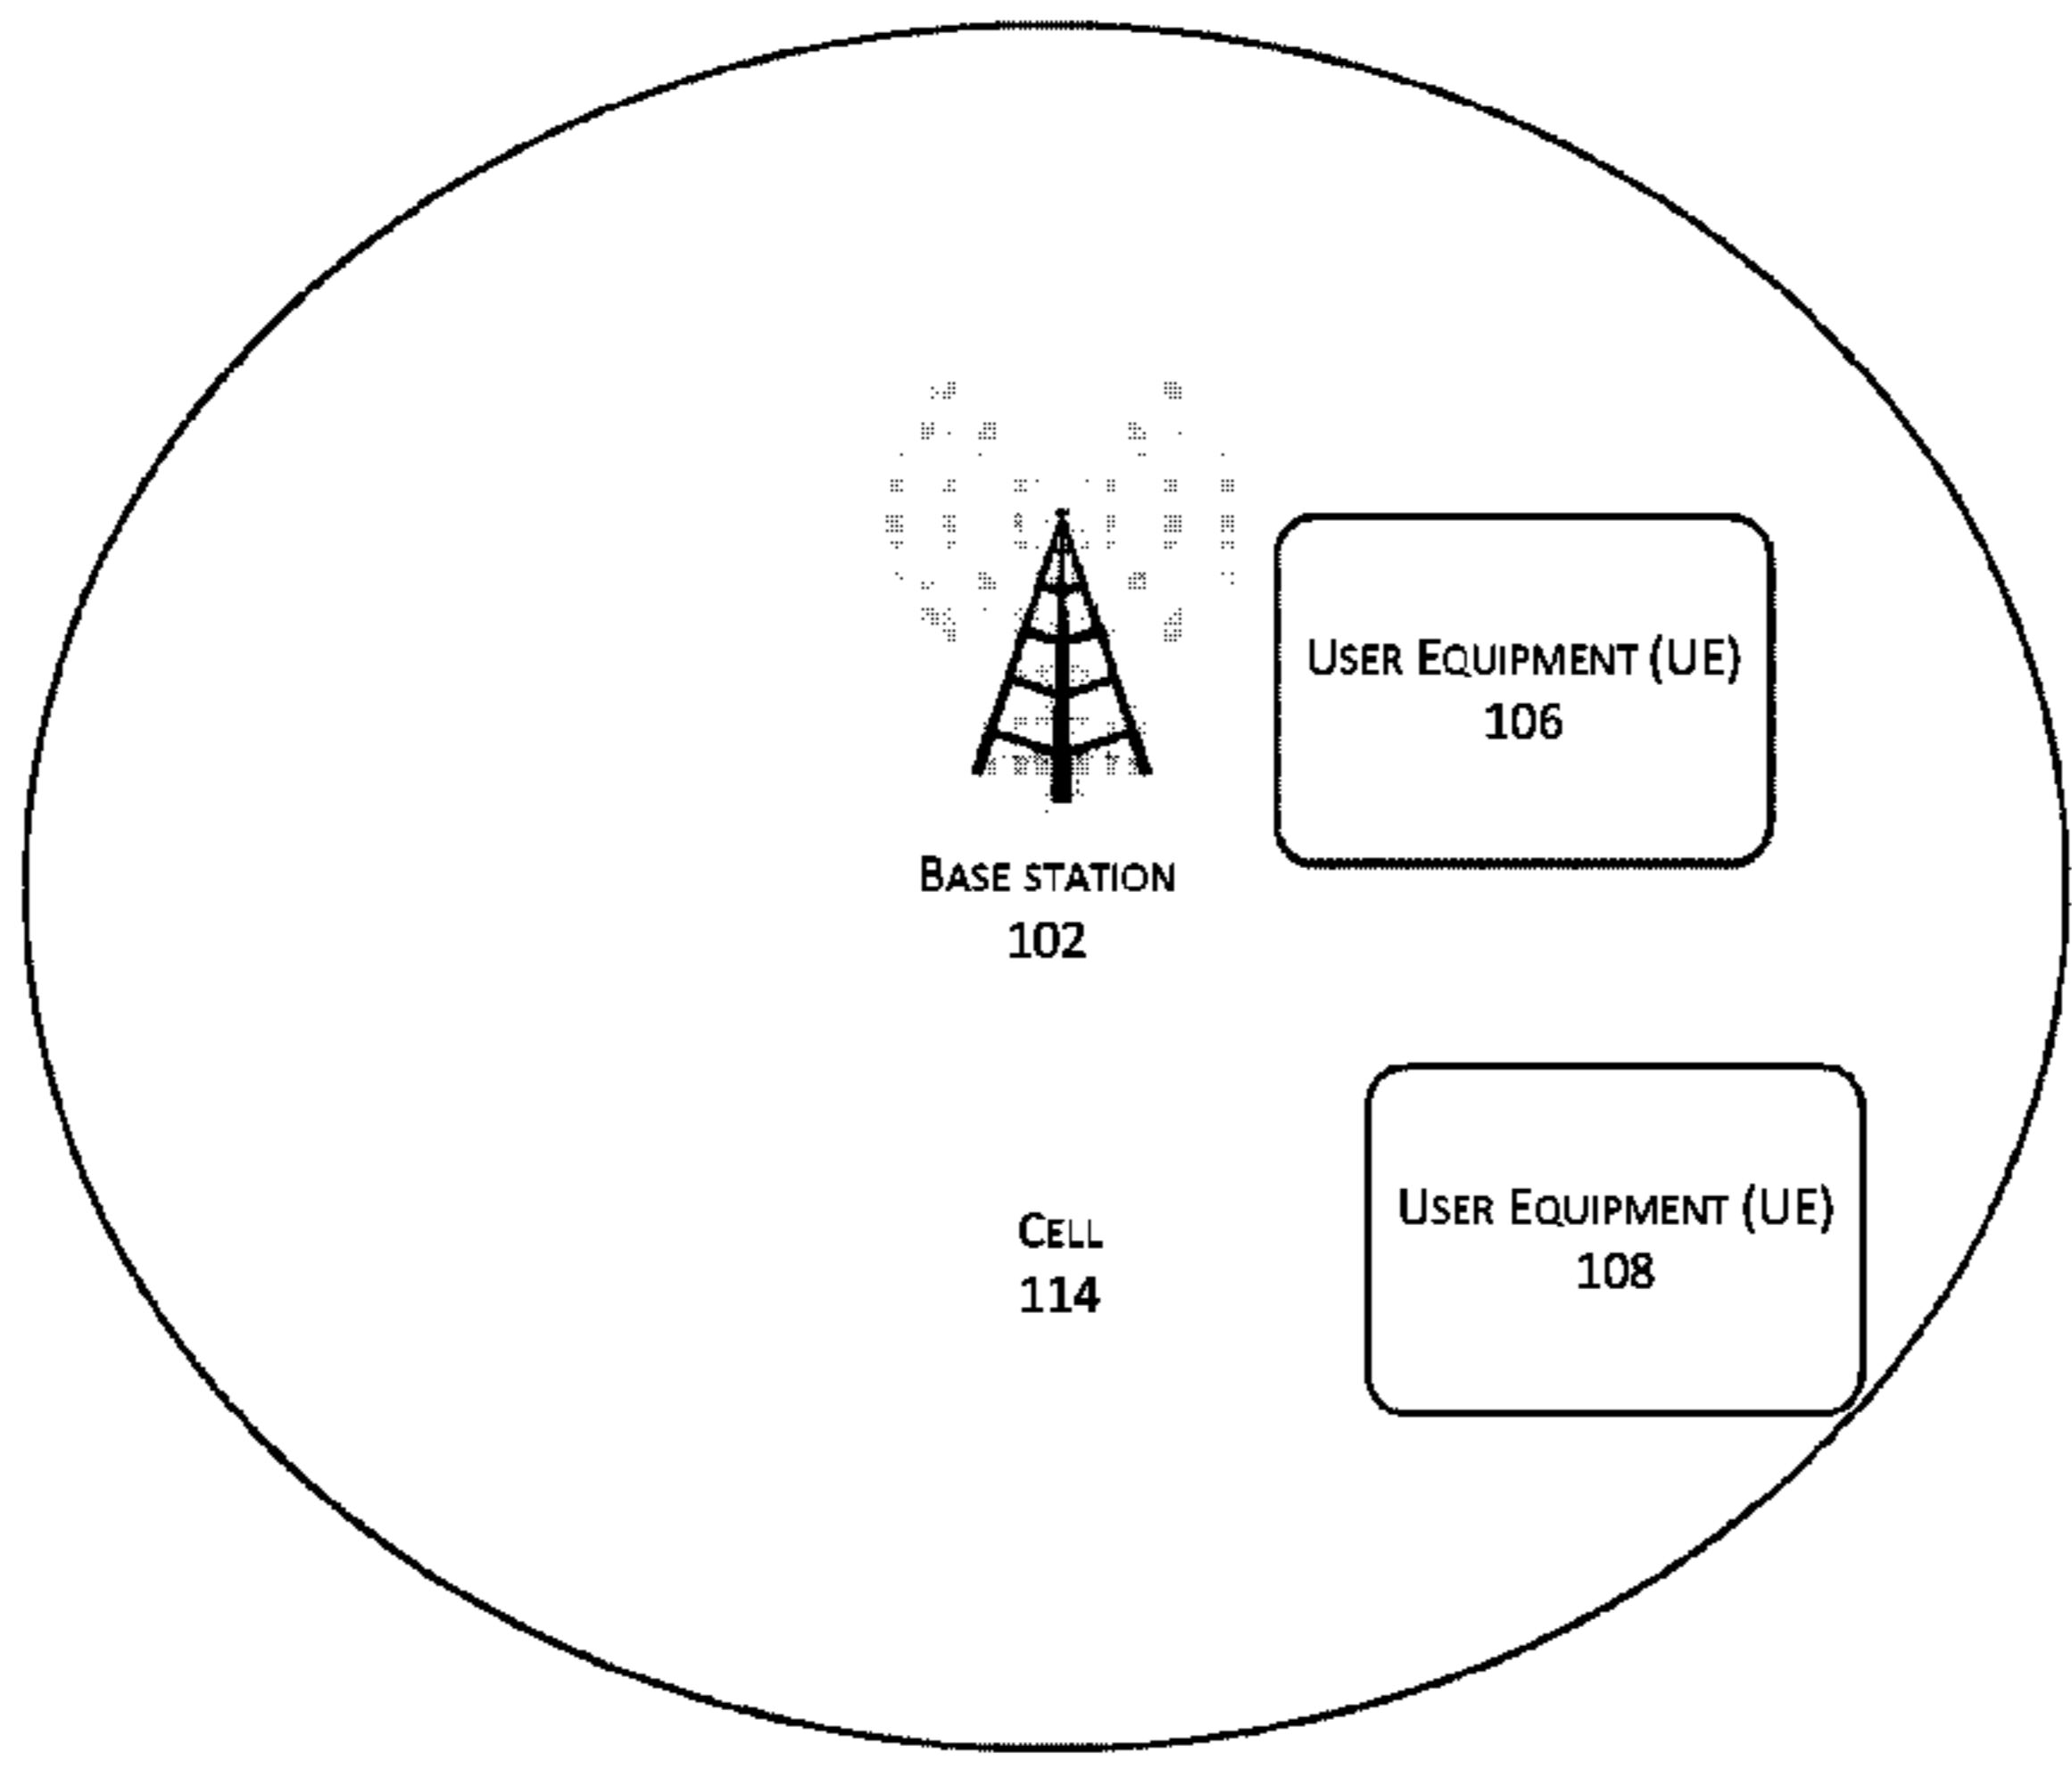 USER EQUIPMENT (UE)
106
BASE STATION
102
USER EQUIPMENT (UE)
108
CELL
114